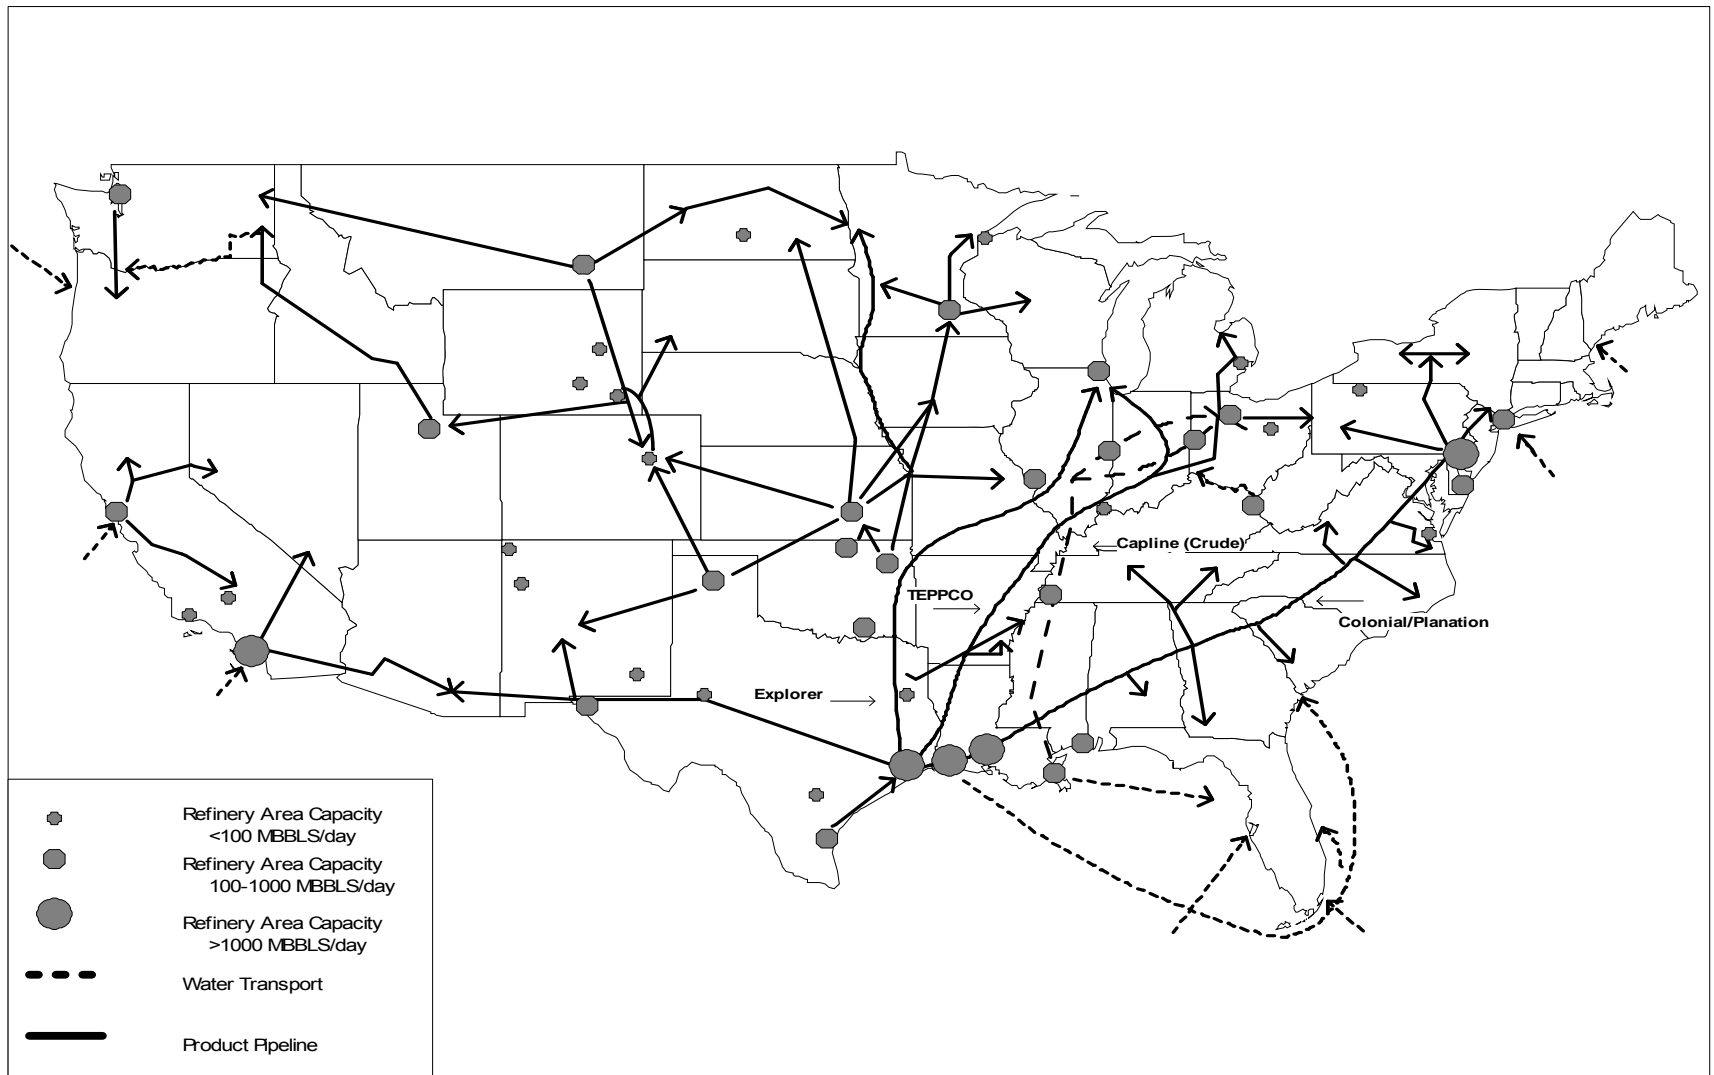 Capline (Crude)
TEPPCO
Colonial/Planation
Explorer
Refinery Area Capacity
<100 MBBLS/day
Refinery Area Capacity
100-1000 MBBLS/day
Refinery Area Capacity
>1000 MBBLS/day
Water Transport
Product Pipeline